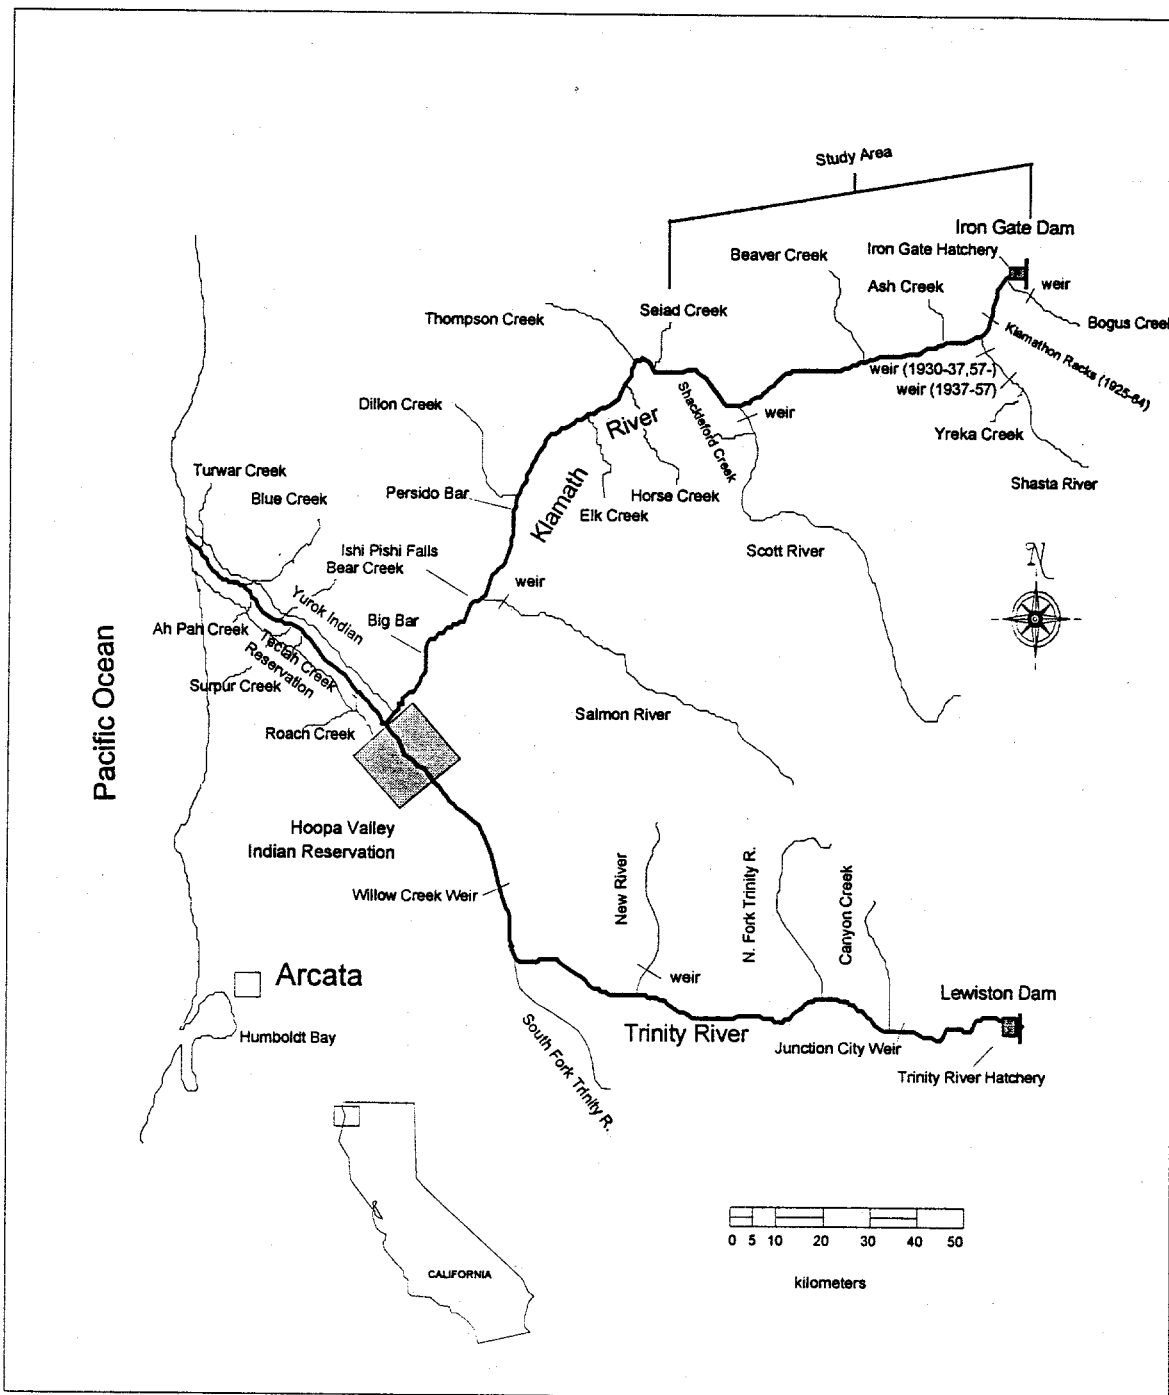 Study Area
Iron Gate Dam
Iron Gate Hatchery
Beaver Creek
weir
Ash Creek
Seiad Creek
Thompson Creek
Bogus Creek
Klamathon Racks (1925-64)
weir (1930-37,57-)
weir (1937-57)
Dillon Creek
River
Shackleford Creek
weir
Yreka Creek
Turwar Creek
Shasta River
Persido Bar
Blue Creek
Horse Creek
Klamath
Elk Creek
Ishi Pishi Falls
Scott River
N
Bear Creek
weir
Yurok Indian
Reservation
Big Bar
Ah Pah Creek
Tectah Creek
Pacific Ocean
Surpur Creek
Salmon River
Roach Creek
Hoopa Valley
Indian Reservation
Willow Creek Weir
New River
N. Fork Trinity R.
Canyon Creek
Arcata
weir
Lewiston Dam
Humboldt Bay
South Fork Trinity R.
Trinity River
Junction City Weir
Trinity River Hatchery
CALIFORNIA
0 5 10 20 30 40 50
kilometers